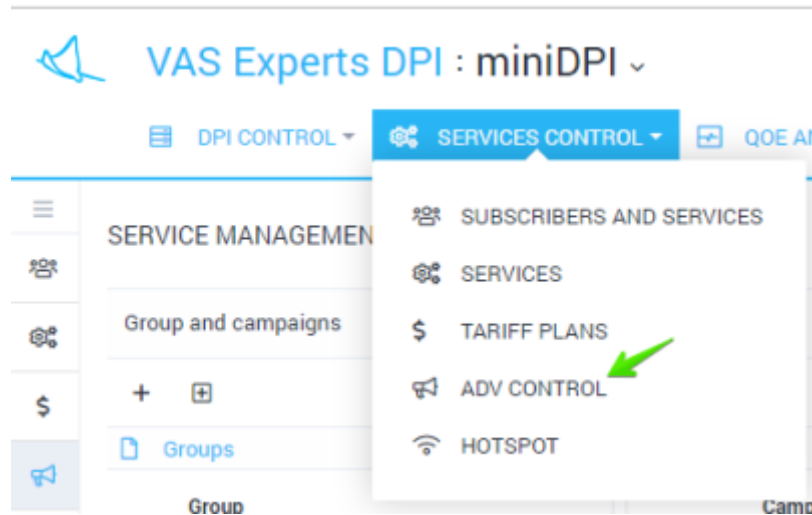 VAS Experts DPI : miniDPI
DPI CONTROL SERVICES CONTROL QOE
SUBSCRIBERS AND SERVICES
SERVICE MANAGEMEN
SERVICES
Group and campaigns
$ TARIFF PLANS
$
+
ADV CONTROL
Groups
HOTSPOT
Group Camp